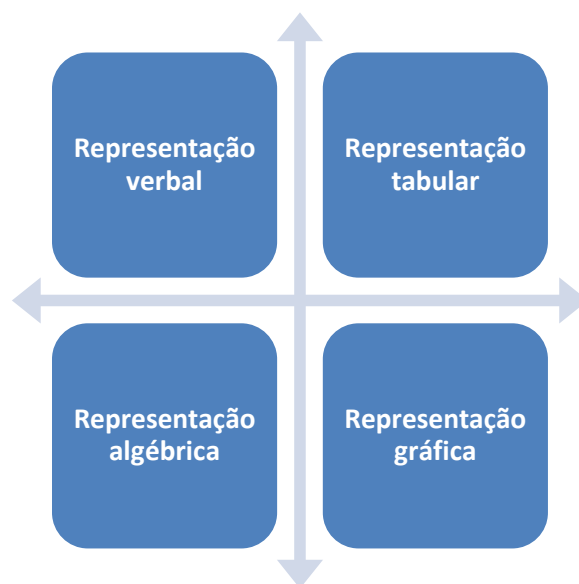 Representação
verbal
Representação
tabular
Representação
algébrica
Representação
gráfica